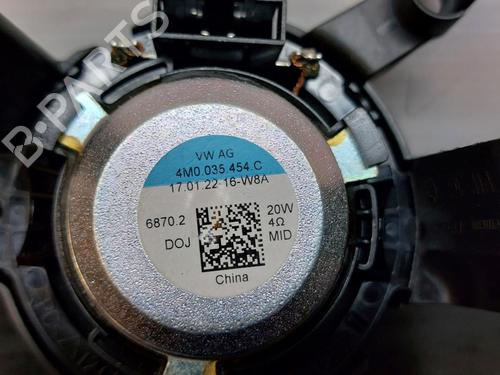 B-PARTS
VW AG
4M0.035.454.C
17.01.22-16-W8A
6870.2
20W
4Ω
DOJ
MID
China